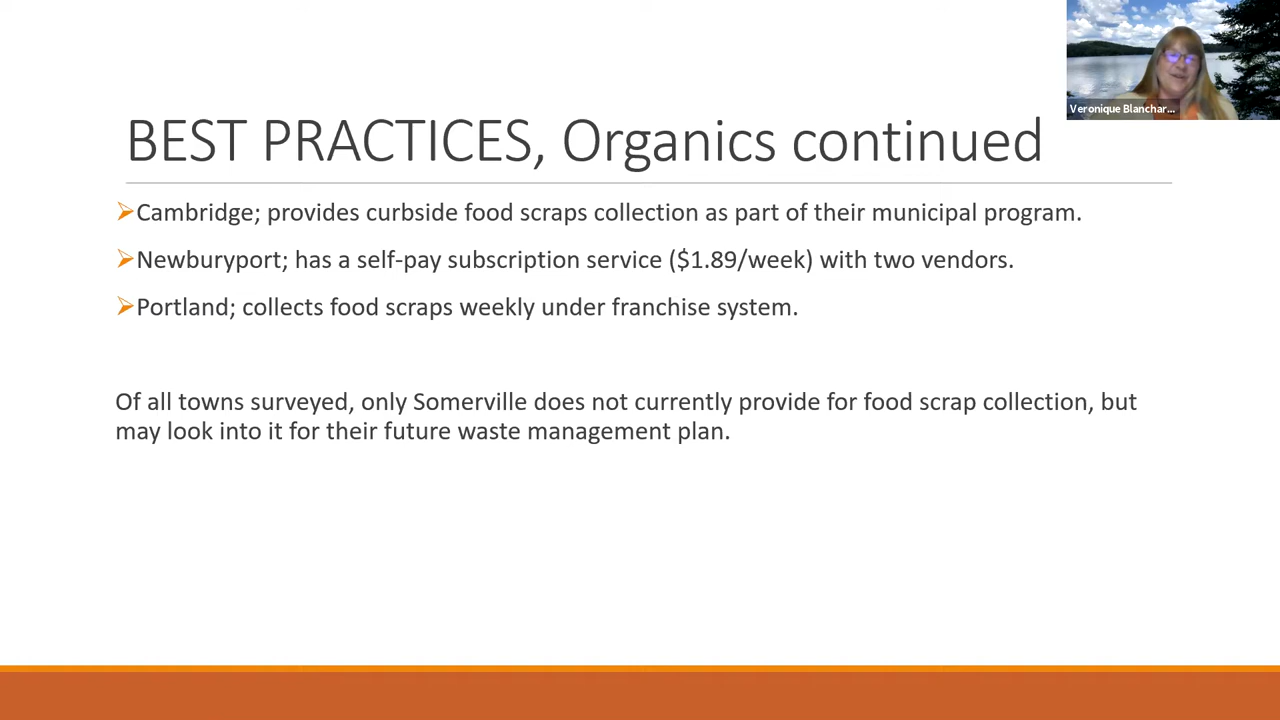 Veronique Blanchar...
BEST PRACTICES, Organics continued
Cambridge; provides curbside food scraps collection as part of their municipal program.
Newburyport; has a self-pay subscription service ($1.89/week) with two vendors.
Portland; collects food scraps weekly under franchise system.
Of all towns surveyed, only Somerville does not currently provide for food scrap collection, but
may look into it for their future waste management plan.